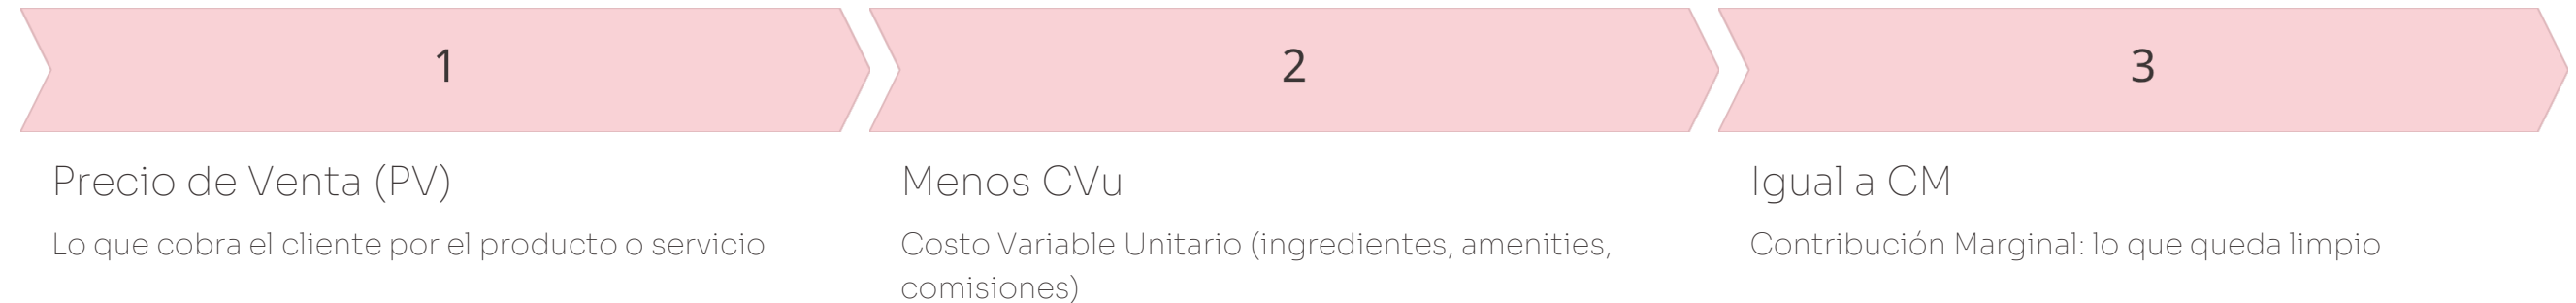 1
Precio de Venta (PV)
Lo que cobra el cliente por el producto o servicio
2
Menos CVu
Costo Variable Unitario (ingredientes, amenities,
comisiones)
3
Igual a CM
Contribución Marginal: lo que queda limpio